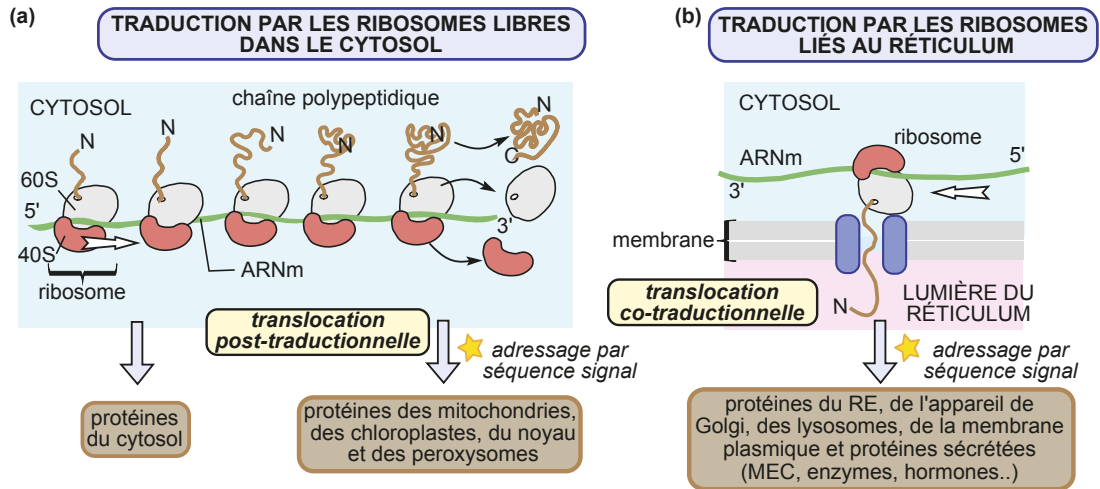 (a)
TRADUCTION PAR LES RIBOSOMES LIBRES
DANS LE CYTOSOL
CYTOSOL
chaîne polypeptidique
N
N
N
N
N
N
C
60S
5'
3'
40S
ribosome
ARNm
translocation
post-traductionnelle
adressage par
séquence signal
protéines
du cytosol
protéines des mitochondries,
des chloroplastes, du noyau
et des peroxysomes
(b)
TRADUCTION PAR LES RIBOSOMES
LIÉS AU RÉTICULUM
CYTOSOL
ribosome
ARNm
5'
3'
membrane
translocation
co-traductionnelle
N
LUMIÈRE DU
RÉTICULUM
adressage par
séquence signal
protéines du RE, de l'appareil de
Golgi, des lysosomes, de la membrane
plasmique et protéines sécrétées
(MEC, enzymes, hormones..)